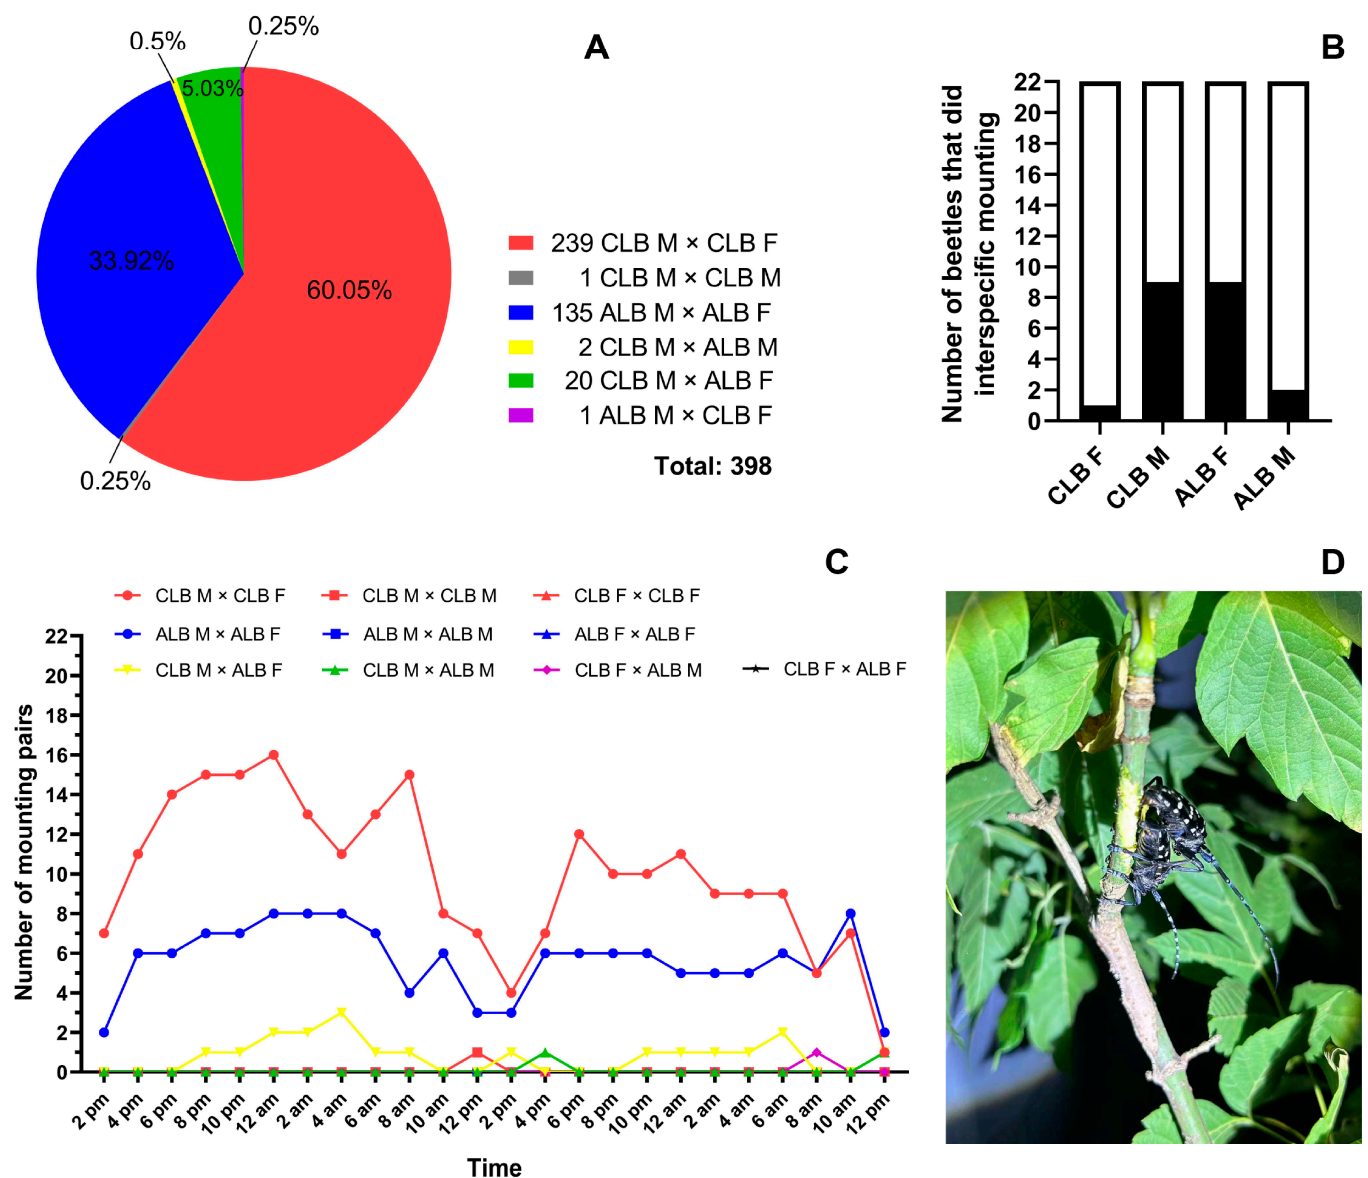 A
0.5%
0.25%
5.03%
33.92%
60.05%
0.25%
239 CLB M × CLB F
1 CLB M × CLB M
135 ALB M × ALB F
2 CLB M × ALB M
20 CLB M × ALB F
1 ALB M × CLB F
Total: 398
B
Number of beetles that did
interspecific mounting
22
20
18
16
14
12
10
8
6
4
2
0
CLB F
CLB M
ALB F
ALB M
C
CLB M × CLB F
CLB M × CLB M
CLB F × CLB F
ALB M × ALB F
ALB M × ALB M
ALB F × ALB F
CLB M × ALB F
CLB M × ALB M
CLB F × ALB M
CLB F × ALB F
Number of mounting pairs
22
20
18
16
14
12
10
8
6
4
2
0
2 pm
4 pm
6 pm
8 pm
10 pm
12 am
2 am
4 am
6 am
8 am
10 am
12 pm
2 pm
4 pm
6 pm
8 pm
10 pm
12 am
2 am
4 am
6 am
8 am
10 am
12 pm
Time
D